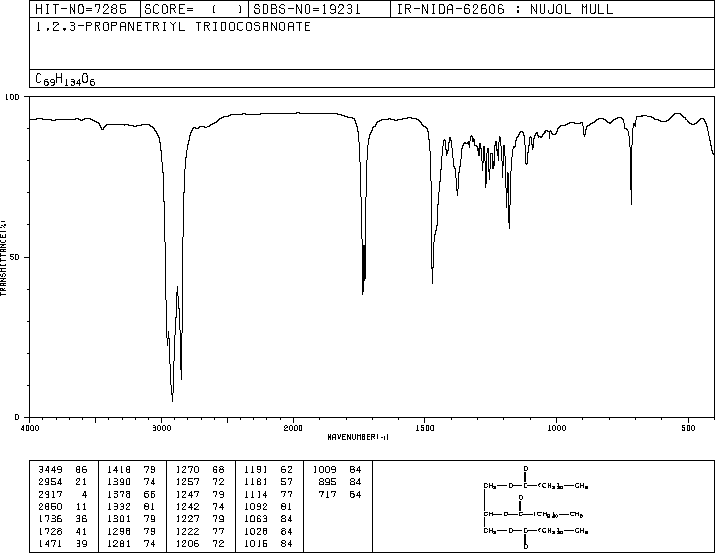 HIT-NO=7285 SCORE= ( ) SDBS-NO=19231 IR-NIDA-62606 : NUJOL MULL
1,2,3-PROPANETRIYL TRIDOCOSANOATE
C69H134O6
100
50
0
TRANSMITTANCE(%)
4000 3000 2000 1500 1000 500
WAVENUMBER(-1)
3449 86 1418 79 1270 68 1191 62 1009 84
2954 21 1390 74 1257 72 1181 57 895 84
2917 4 1378 66 1247 79 1114 77 717 64
2850 11 1332 81 1242 74 1092 81
1736 36 1301 79 1227 79 1063 84
1728 41 1298 79 1222 77 1028 84
1471 39 1281 74 1206 72 1016 84
O
CH2—O—C—(CH2)20—CH3
O
CH—O—C—(CH2)20—CH3
CH2—O—C—(CH2)20—CH3
O